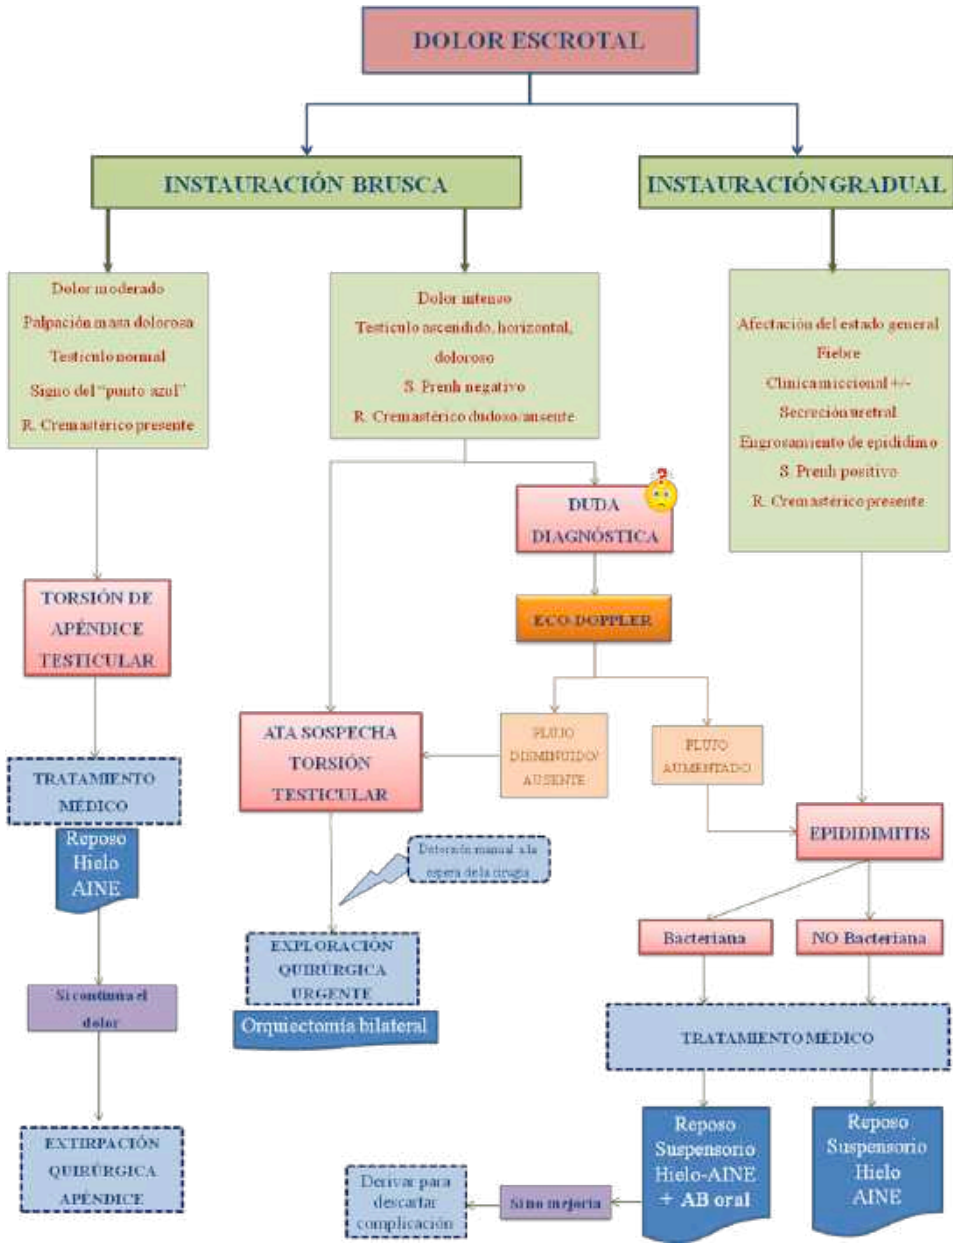 DOLOR ESCROTAL
INSTAURACIÓN BRUSCA
INSTAURACIÓN GRADUAL
Dolor moderado
Palpación masa dolorosa
Testículo normal
Signo del "punto azul"
R. Cremastérico presente
Dolor intenso
Testículo ascendido, horizontal,
doloroso
S. Prenh negativo
R. Cremastérico dudoso/ausente
Afectación del estado general
Fiebre
Clínica miccional +/-
Secreción uretral
Engrosamiento de epidídimo
S. Prenh positivo
R. Cremastérico presente
?
DUDA
DIAGNÓSTICA
ECO-DOPPLER
TORSIÓN DE
APÉNDICE
TESTICULAR
ATA SOSPECHA
TORSIÓN
TESTICULAR
FLUJO
DISMINUIDO/
AUSENTE
FLUJO
AUMENTADO
TRATAMIENTO
MÉDICO
Reposo
Hielo
AINE
EPIDIDIMITIS
Detorsión manual a la
espera de la cirugía
Bacteriana
NO Bacteriana
EXPLORACIÓN
QUIRÚRGICA
URGENTE
Orquiectomía bilateral
Si continúa el
dolor
TRATAMIENTO MÉDICO
EXTIRPACIÓN
QUIRÚRGICA
APÉNDICE
Reposo
Suspensorio
Hielo-AINE
+ AB oral
Reposo
Suspensorio
Hielo
AINE
Si no mejoría
Derivar para
descartar
complicación